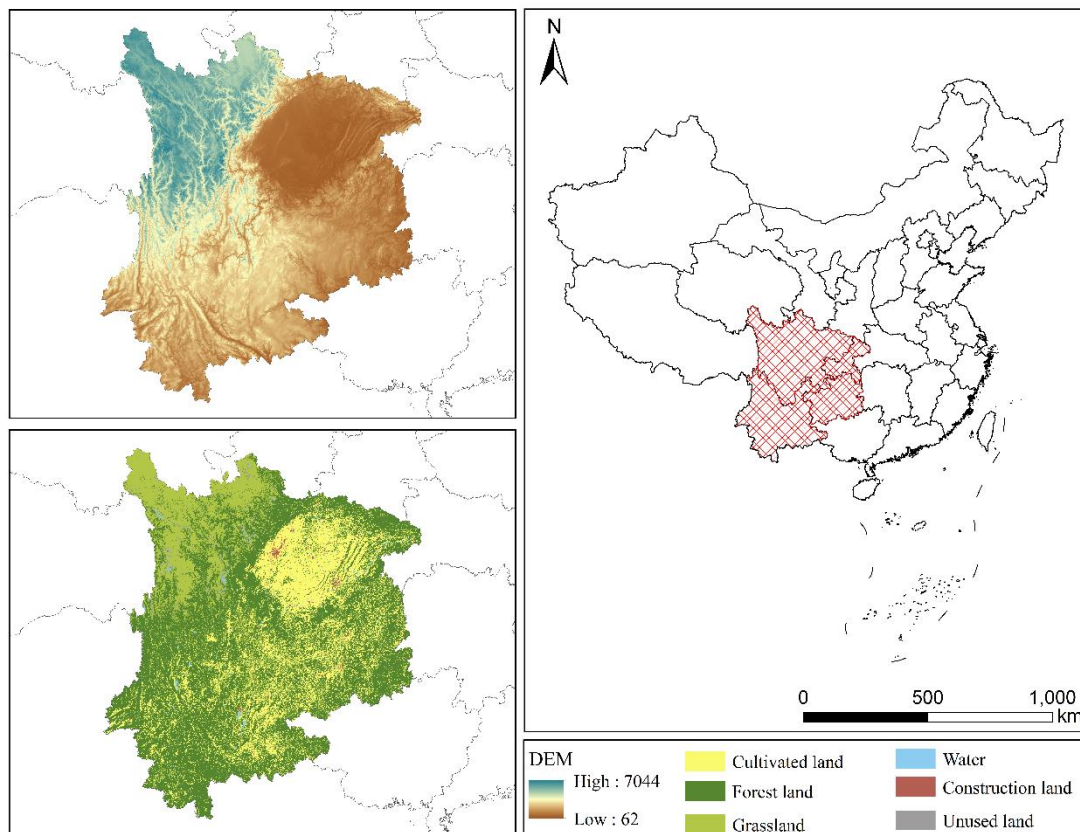 N
0 500 1,000
km
DEM
High : 7044
Low : 62
Cultivated land
Forest land
Grassland
Water
Construction land
Unused land